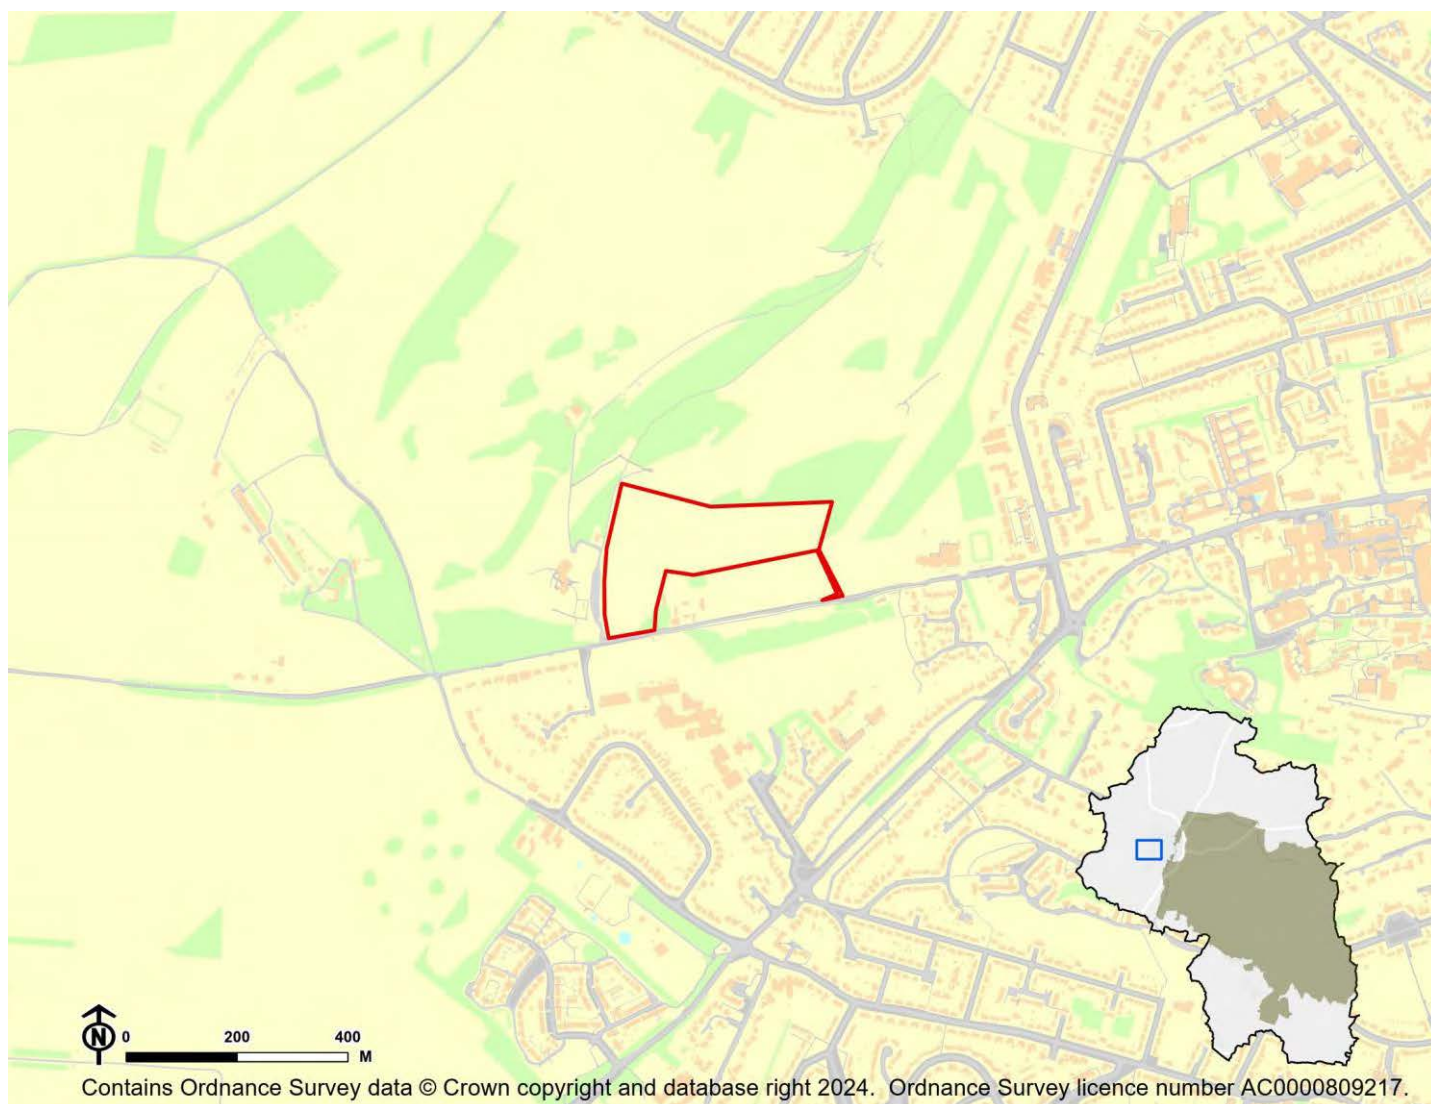 N
0 200 400
M
Contains Ordnance Survey data © Crown copyright and database right 2024. Ordnance Survey licence number AC0000809217.